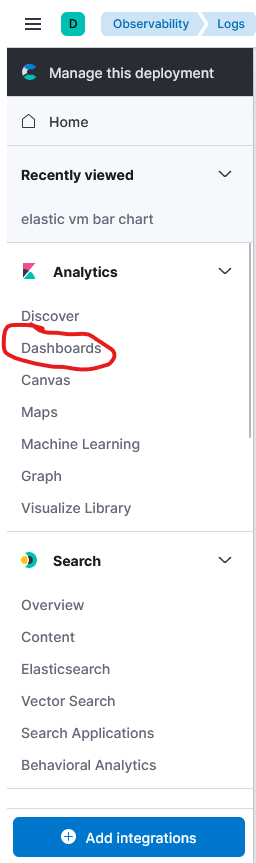 D Observability Logs
Manage this deployment
Home
Recently viewed
elastic vm bar chart
Analytics
Discover
Dashboards
Canvas
Maps
Machine Learning
Graph
Visualize Library
Search
Overview
Content
Elasticsearch
Vector Search
Search Applications
Behavioral Analytics
Add integrations